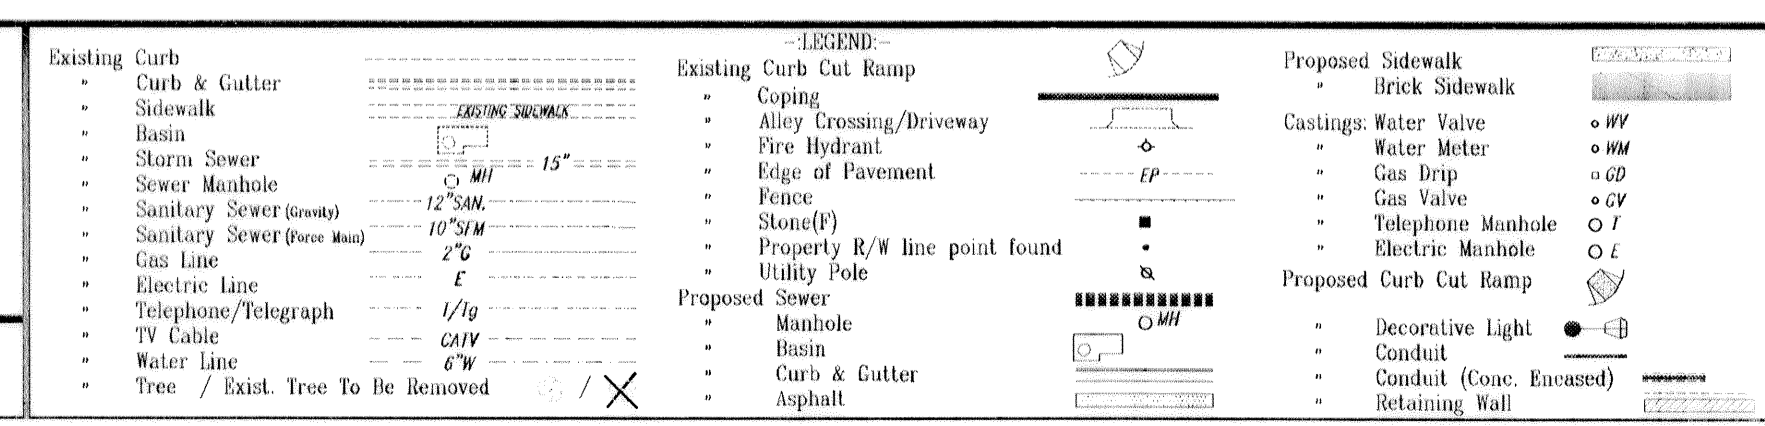 -:LEGEND:-
Existing Curb
" Curb & Gutter
" Sidewalk EXISTING SIDEWALK
" Basin
" Storm Sewer 15"
" Sewer Manhole MH
" Sanitary Sewer (Gravity) 12"SAN.
" Sanitary Sewer (Force Main) 10"SFM
" Gas Line 2"G
" Electric Line E
" Telephone/Telegraph T/Tg
" TV Cable CATV
" Water Line 6"W
" Tree / Exist. Tree To Be Removed /
Existing Curb Cut Ramp
" Coping
" Alley Crossing/Driveway
" Fire Hydrant
" Edge of Pavement EP
" Fence
" Stone(F)
" Property R/W line point found
" Utility Pole
Proposed Sewer
" Manhole MH
" Basin
" Curb & Gutter
" Asphalt
Proposed Sidewalk
" Brick Sidewalk
Castings: Water Valve WV
" Water Meter WM
" Gas Drip GD
" Gas Valve GV
" Telephone Manhole T
" Electric Manhole E
Proposed Curb Cut Ramp
" Decorative Light
" Conduit
" Conduit (Conc. Encased)
" Retaining Wall